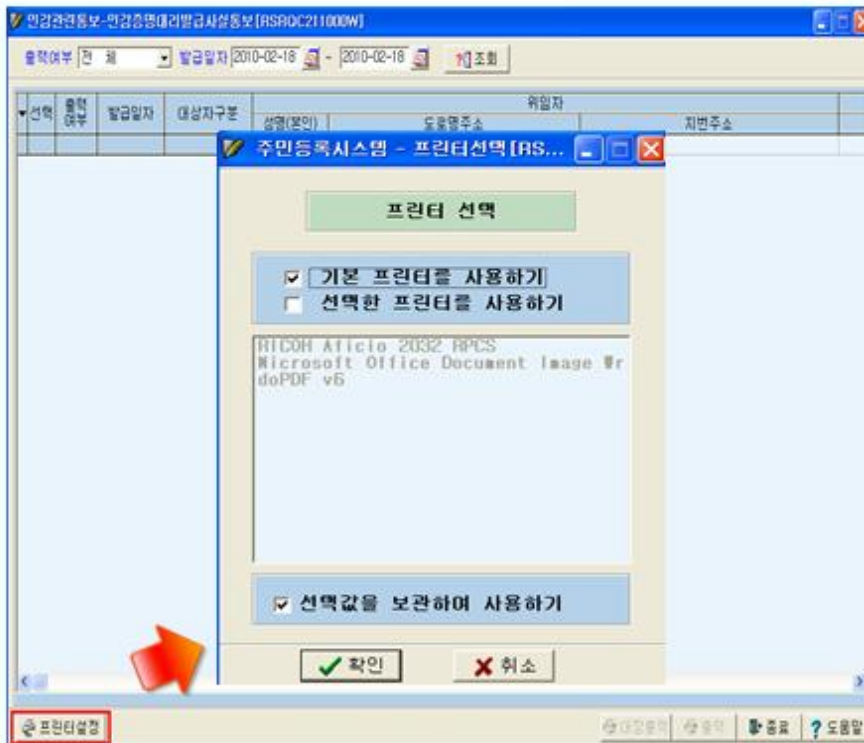 인감관련통보-인감증명대리발급사실통보[RSRQC211000W]
출력여부 전 체 발급일자 2010-02-18 - 2010-02-18 조회
위임자
선택 출력여부 발급일자 대상자구분 성명(본인) 도로명주소 지번주소
주민등록시스템 - 프린터선택[RS...
프린터 선택
기본 프린터를 사용하기
선택한 프린터를 사용하기
RICOH Aficio 2032 RPCS
Microsoft Office Document Image Wr
doPDF v6
선택값을 보관하여 사용하기
확인 취소
프린터설정 대장출력 출력 종료 ? 도움말